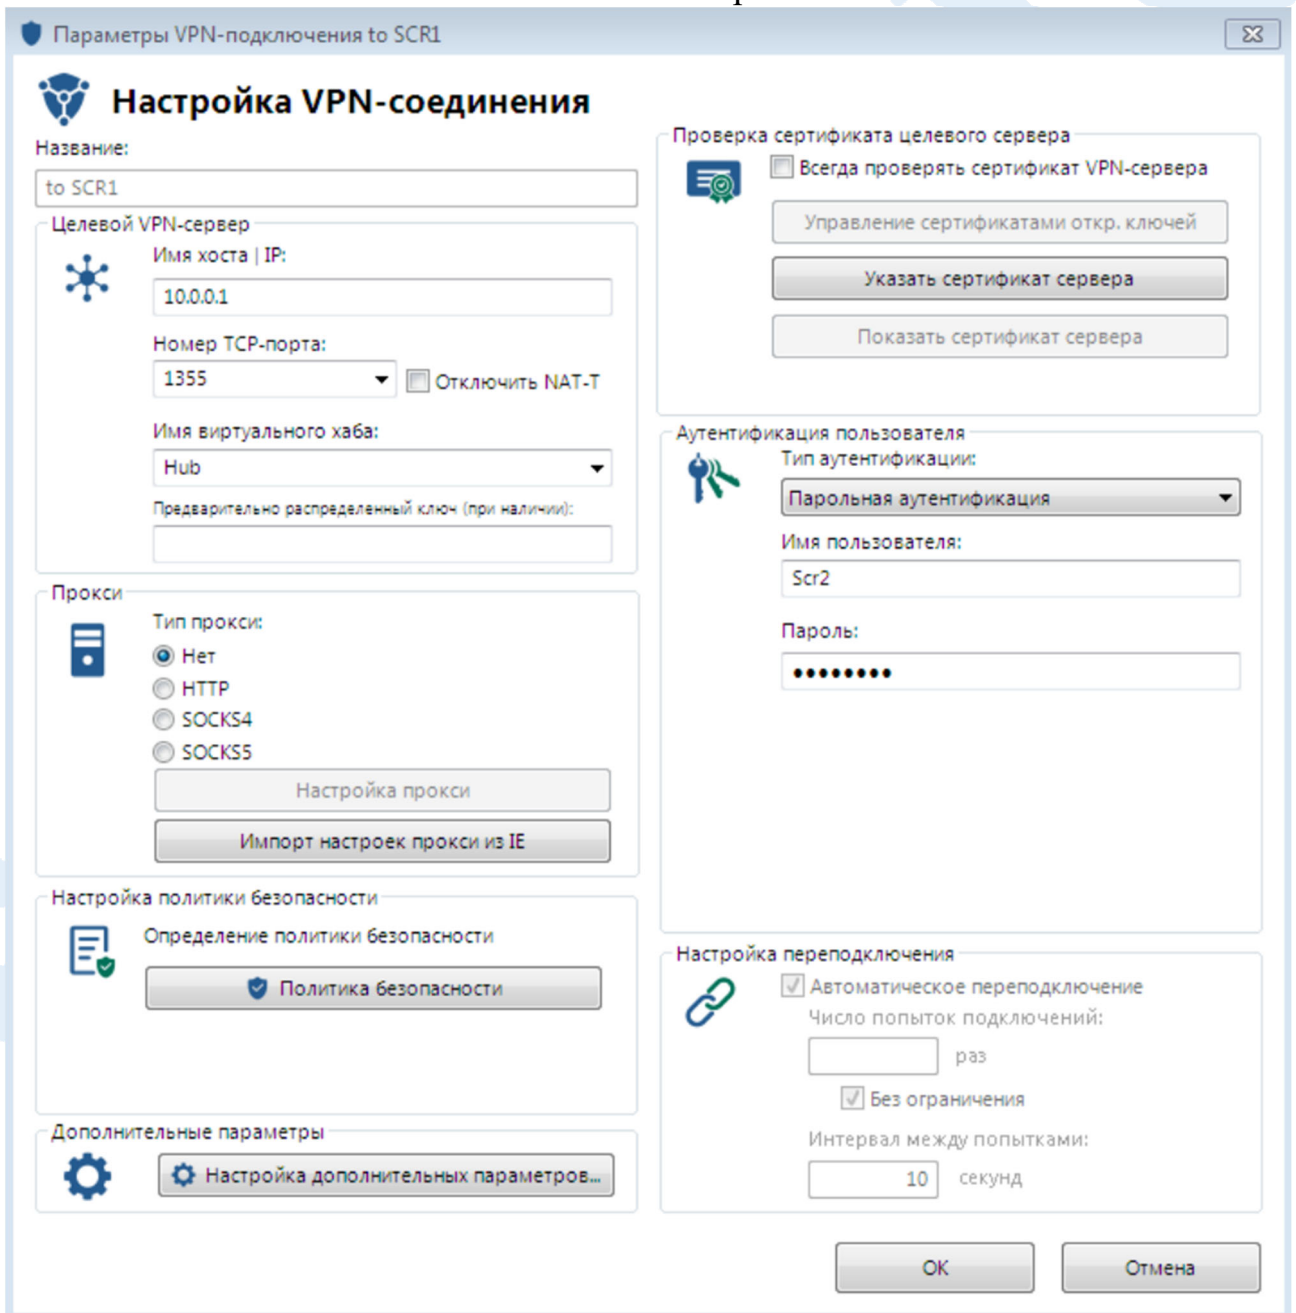 Параметры VPN-подключения to SCR1
Настройка VPN-соединения
Название:
to SCR1
Целевой VPN-сервер
Имя хоста | IP:
10.0.0.1
Номер TCP-порта:
1355
Отключить NAT-T
Имя виртуального хаба:
Hub
Предварительно распределенный ключ (при наличии):
Прокси
Тип прокси:
Нет
HTTP
SOCKS4
SOCKS5
Настройка прокси
Импорт настроек прокси из IE
Настройка политики безопасности
Определение политики безопасности
Политика безопасности
Дополнительные параметры
Настройка дополнительных параметров...
Проверка сертификата целевого сервера
Всегда проверять сертификат VPN-сервера
Управление сертификатами откр. ключей
Указать сертификат сервера
Показать сертификат сервера
Аутентификация пользователя
Тип аутентификации:
Парольная аутентификация
Имя пользователя:
Scr2
Пароль:
••••••••
Настройка переподключения
Автоматическое переподключение
Число попыток подключений:
раз
Без ограничения
Интервал между попытками:
10 секунд
ОК
Отмена